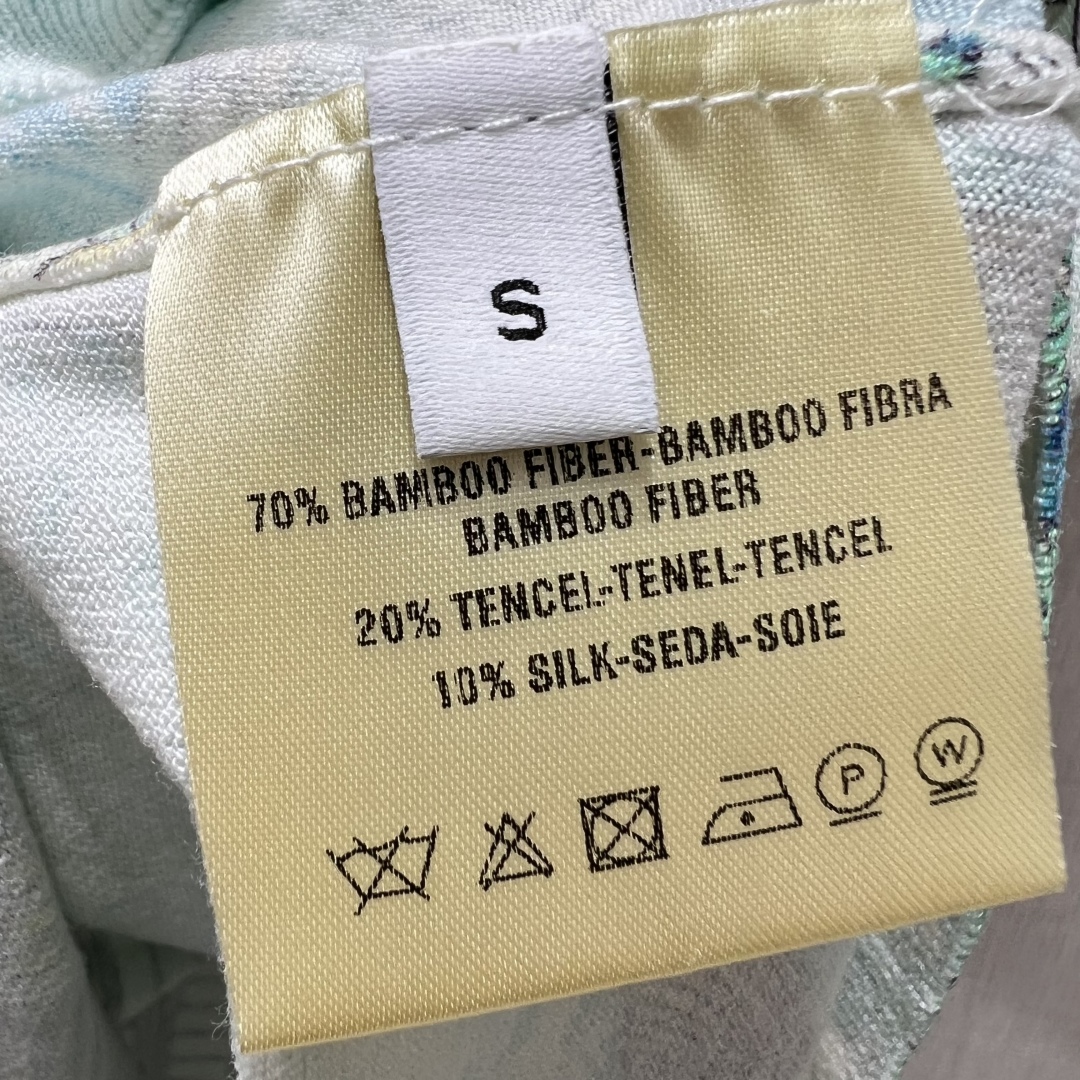 S
70% BAMBOO FIBER-BAMBOO FIBRA
BAMBOO FIBER
20% TENCEL-TENEL-TENCEL
10% SILK-SEDA-SOIE
P
W